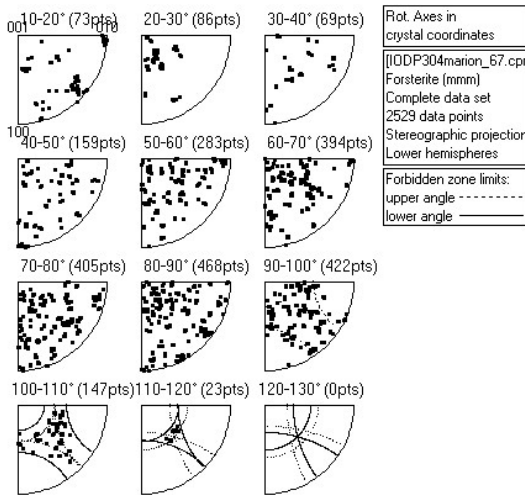 10-20° (73pts) 20-30° (86pts) 30-40° (69pts)
001 010
100
40-50° (159pts) 50-60° (283pts) 60-70° (394pts)
70-80° (405pts) 80-90° (468pts) 90-100° (422pts)
100-110° (147pts) 110-120° (23pts) 120-130° (0pts)
Rot. Axes in
crystal coordinates
[IODP304marion_67.cpr
Forsterite (mmm)
Complete data set
2529 data points
Stereographic projection
Lower hemispheres
Forbidden zone limits:
upper angle
lower angle